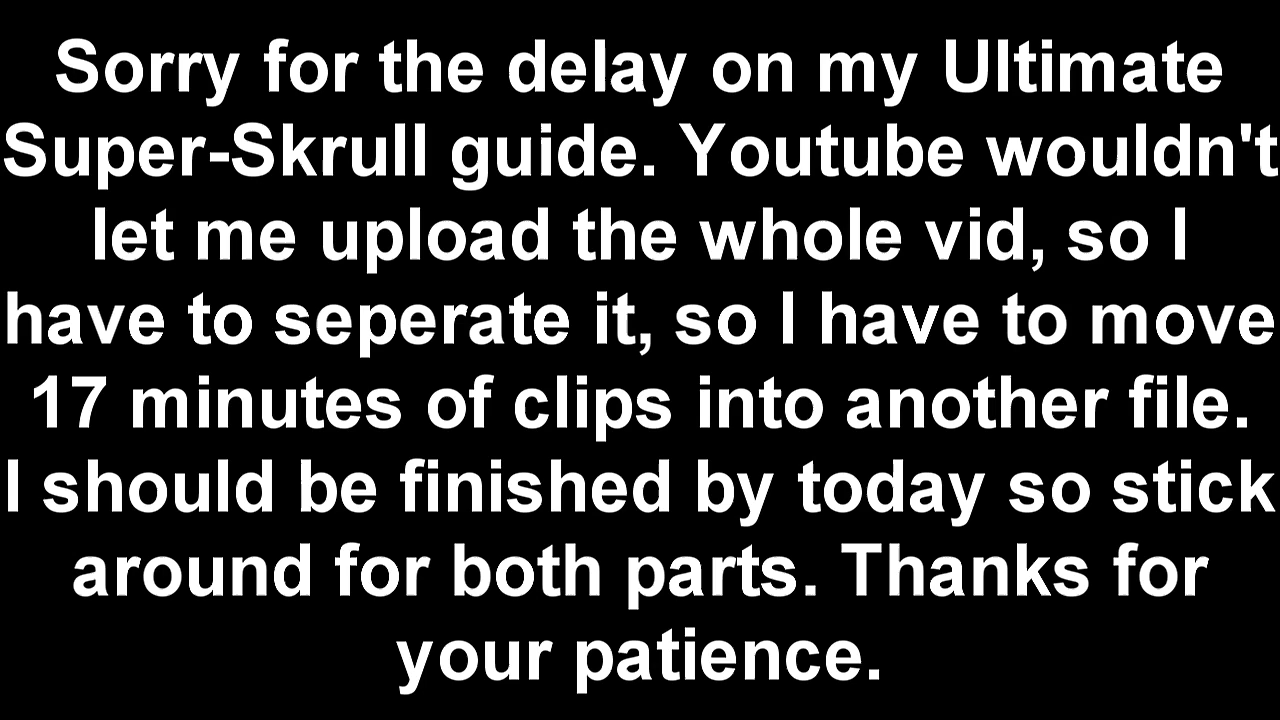 Sorry for the delay on my Ultimate
Super-Skrull guide. Youtube wouldn't
let me upload the whole vid, so I
have to seperate it, so I have to move
17 minutes of clips into another file.
I should be finished by today so stick
around for both parts. Thanks for
your patience.